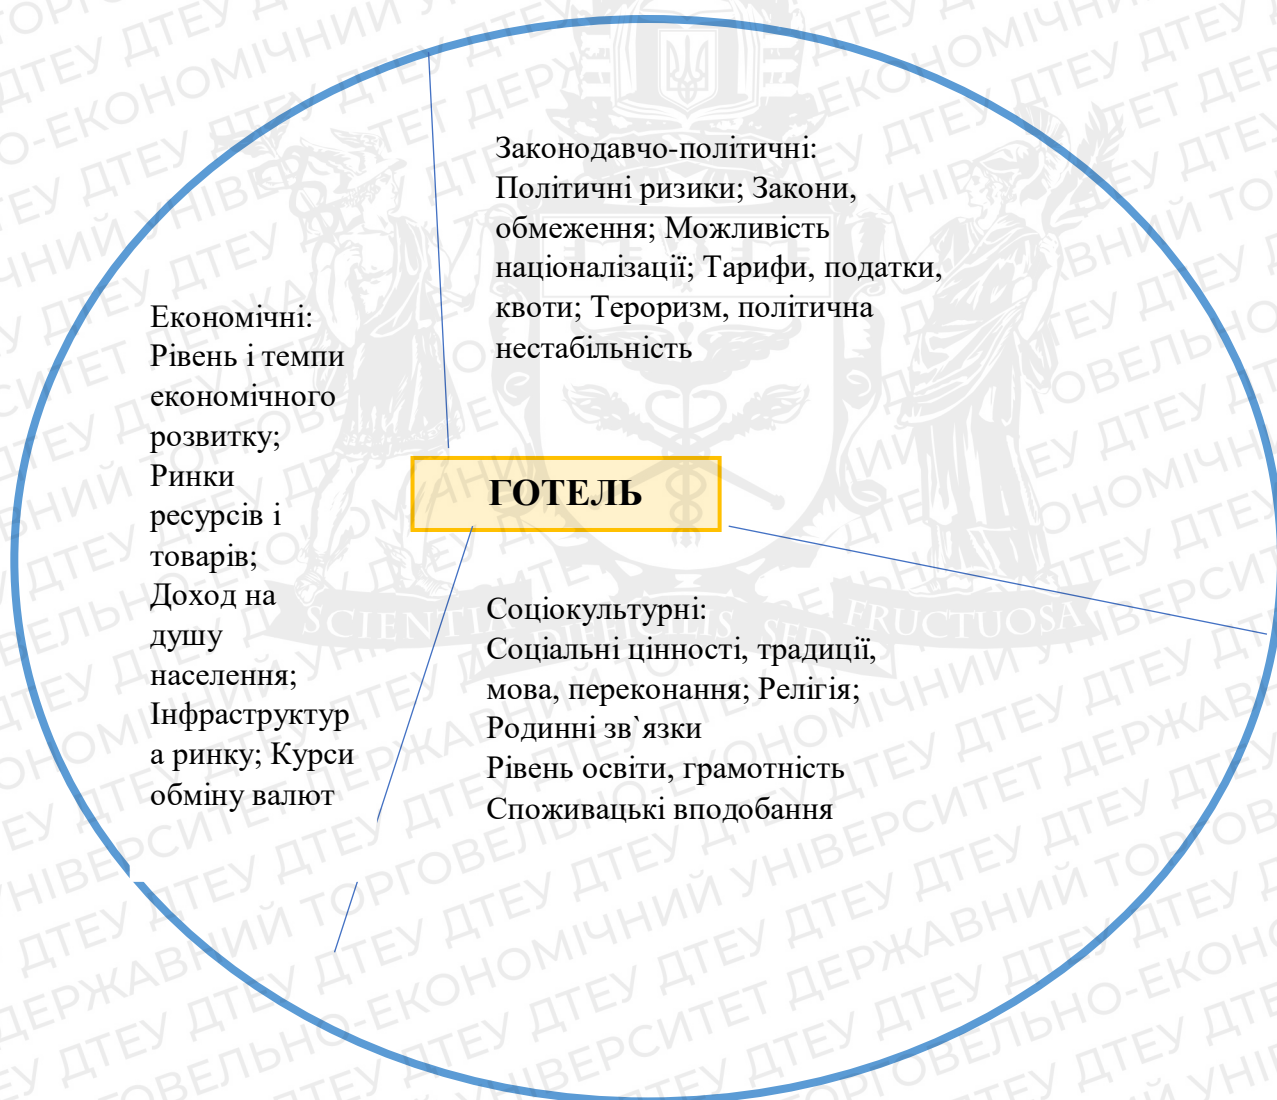 Законодавчо-політичні:
Політичні ризики; Закони,
обмеження; Можливість
націоналізації; Тарифи, податки,
квоти; Тероризм, політична
нестабільність
Економічні:
Рівень і темпи
економічного
розвитку;
Ринки
ресурсів і
товарів;
Доход на
душу
населення;
Інфраструктур
а ринку; Курси
обміну валют
ГОТЕЛЬ
Соціокультурні:
Соціальні цінності, традиції,
мова, переконання; Релігія;
Родинні зв`язки
Рівень освіти, грамотність
Споживацькі вподобання